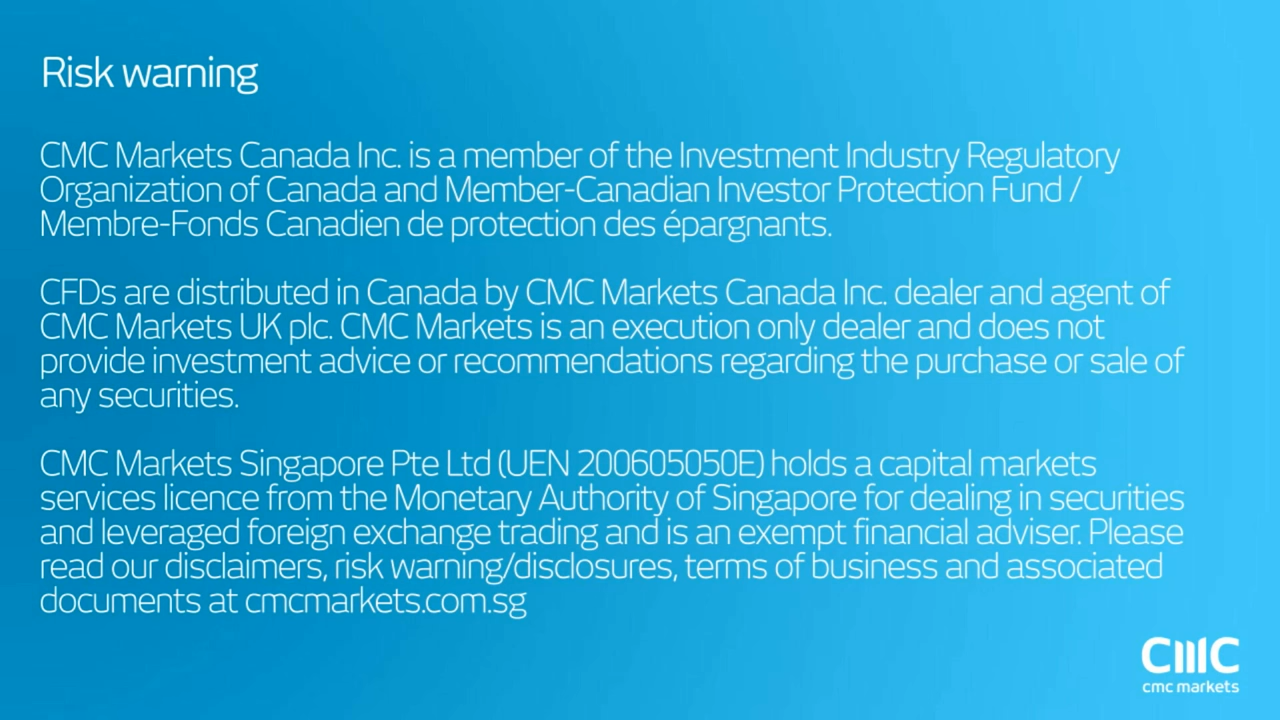 Risk warning
CMC Markets Canada Inc. is a member of the Investment Industry Regulatory
Organization of Canada and Member-Canadian Investor Protection Fund /
Membre-Fonds Canadien de protection des épargnants.
CFDs are distributed in Canada by CMC Markets Canada Inc. dealer and agent of
CMC Markets UK plc. CMC Markets is an execution only dealer and does not
provide investment advice or recommendations regarding the purchase or sale of
any securities.
CMC Markets Singapore Pte Ltd (UEN 200605050E) holds a capital markets
services licence from the Monetary Authority of Singapore for dealing in securities
and leveraged foreign exchange trading and is an exempt financial adviser. Please
read our disclaimers, risk warning/disclosures, terms of business and associated
documents at cmcmarkets.com.sg
CMC
cmc markets